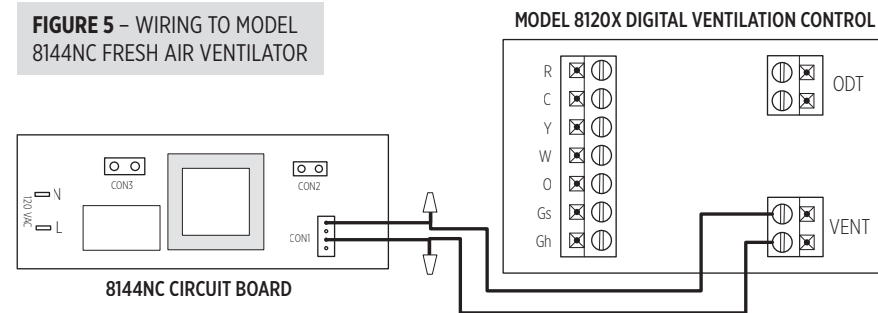 FIGURE 5 – WIRING TO MODEL
8144NC FRESH AIR VENTILATOR
MODEL 8120X DIGITAL VENTILATION CONTROL
R
C
Y
W
O
Gs
Gh
ODT
VENT
120 VAC
N
L
CON3
CON2
CON1
8144NC CIRCUIT BOARD